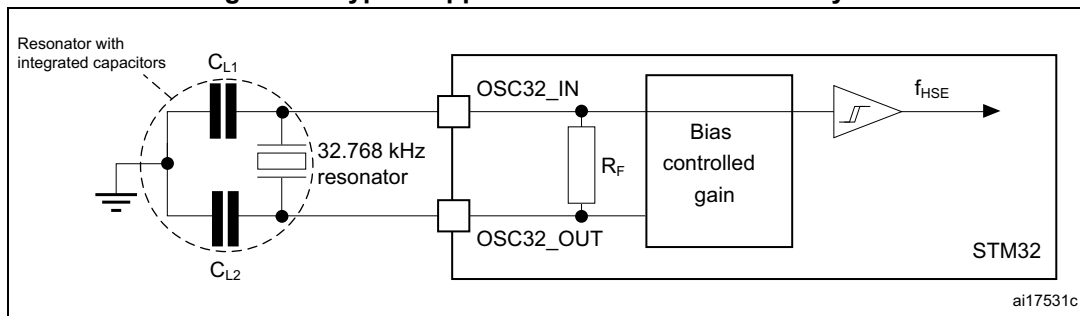 Resonator with
integrated capacitors
CL1
OSC32_IN
fHSE
32.768 kHz
resonator
RF
Bias
controlled
gain
OSC32_OUT
STM32
CL2
ai17531c